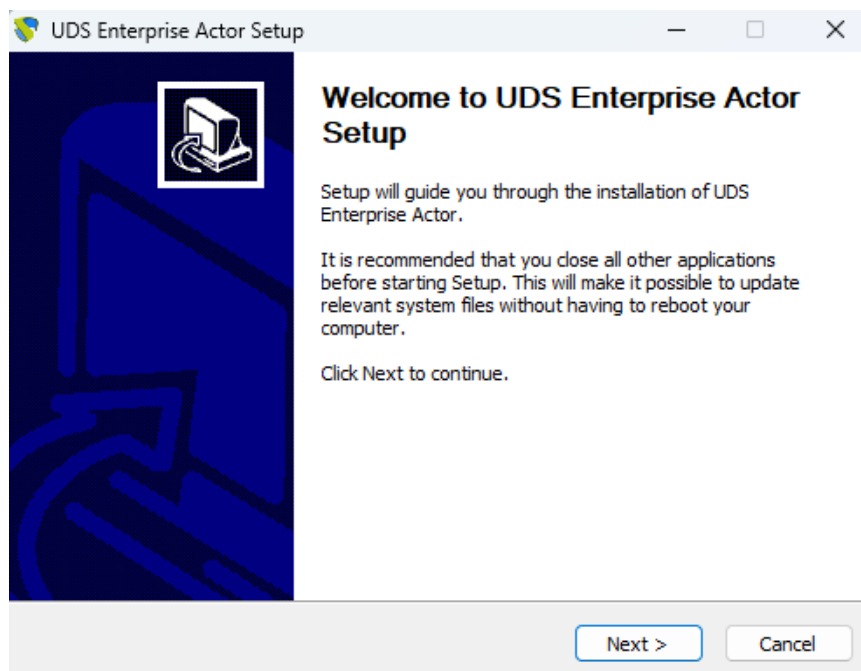 UDS Enterprise Actor Setup
Welcome to UDS Enterprise Actor
Setup
Setup will guide you through the installation of UDS
Enterprise Actor.
It is recommended that you close all other applications
before starting Setup. This will make it possible to update
relevant system files without having to reboot your
computer.
Click Next to continue.
Next >
Cancel